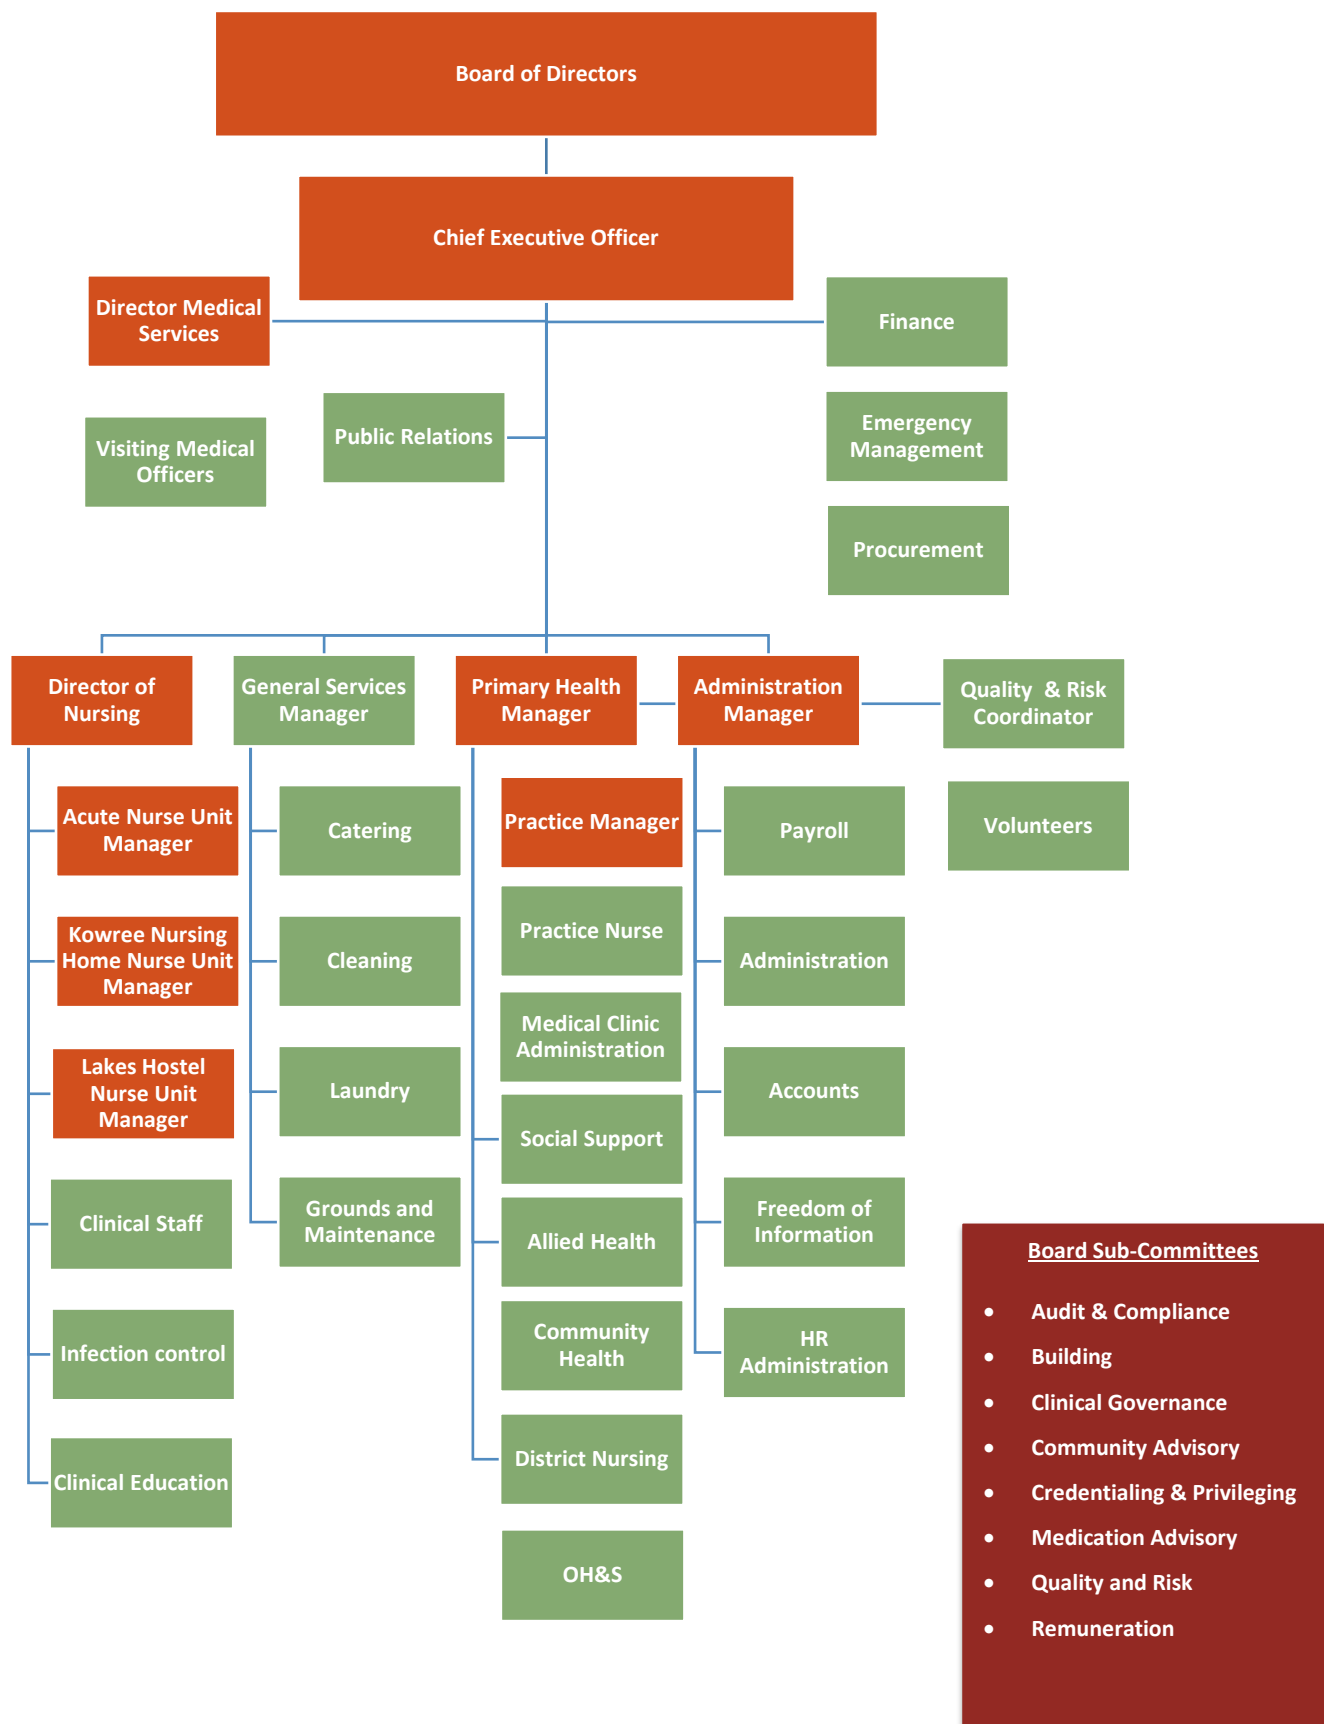 Board of Directors
Chief Executive Officer
Director Medical
Services
Finance
Public Relations
Emergency
Management
Visiting Medical
Officers
Procurement
Director of
Nursing
General Services
Manager
Primary Health
Manager
Administration
Manager
Quality & Risk
Coordinator
Acute Nurse Unit
Manager
Catering
Practice Manager
Payroll
Volunteers
Kowree Nursing
Home Nurse Unit
Manager
Cleaning
Practice Nurse
Administration
Medical Clinic
Administration
Lakes Hostel
Nurse Unit
Manager
Laundry
Social Support
Accounts
Clinical Staff
Grounds and
Maintenance
Allied Health
Freedom of
Information
Infection control
Community
Health
HR
Administration
Clinical Education
District Nursing
OH&S
Board Sub-Committees
• Audit & Compliance
• Building
• Clinical Governance
• Community Advisory
• Credentialing & Privileging
• Medication Advisory
• Quality and Risk
• Remuneration